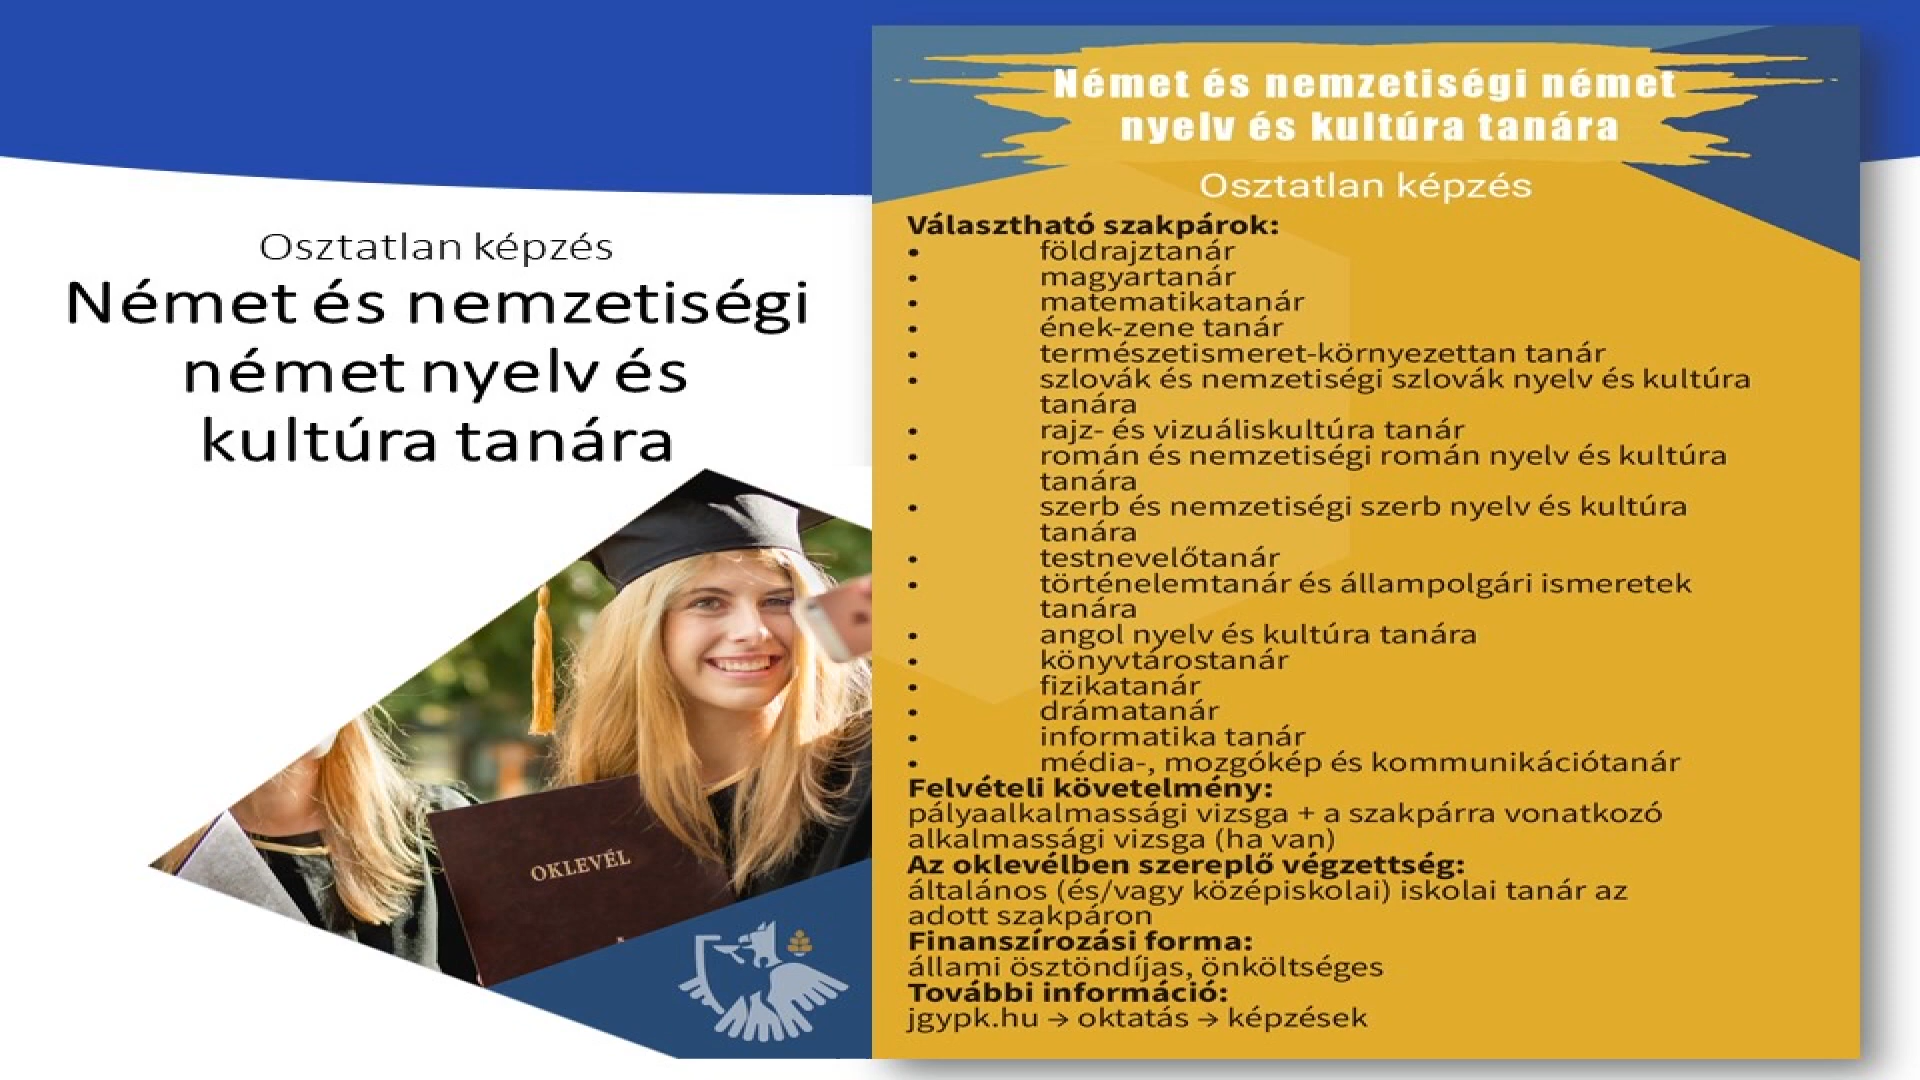 Osztatlan képzés
Német és nemzetiségi
német nyelv és
kultúra tanára
OKLEVÉL
Német és nemzetiségi német
nyelv és kultúra tanára
Osztatlan képzés
Választható szakpárok:
• földrajztanár
• magyartanár
• matematikatanár
• ének-zene tanár
• természetismeret-környezettan tanár
• szlovák és nemzetiségi szlovák nyelv és kultúra
tanára
• rajz- és vizuáliskultúra tanár
• román és nemzetiségi román nyelv és kultúra
tanára
• szerb és nemzetiségi szerb nyelv és kultúra
tanára
• testnevelőtanár
• történelemtanár és állampolgári ismeretek
tanára
• angol nyelv és kultúra tanára
• könyvtárostanár
• fizikatanár
• drámatanár
• informatika tanár
• média-, mozgókép és kommunikációtanár
Felvételi követelmény:
pályaalkalmassági vizsga + a szakpárra vonatkozó
alkalmassági vizsga (ha van)
Az oklevélben szereplő végzettség:
általános (és/vagy középiskolai) iskolai tanár az
adott szakpáron
Finanszírozási forma:
állami ösztöndíjas, önköltséges
További információ:
jgypk.hu → oktatás → képzések